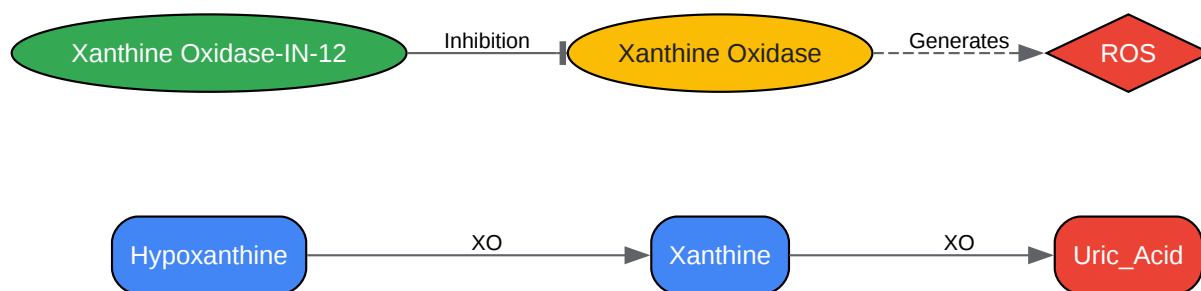 Xanthine Oxidase-IN-12
Inhibition
Xanthine Oxidase
Generates
ROS
Hypoxanthine
XO
Xanthine
XO
Uric_Acid